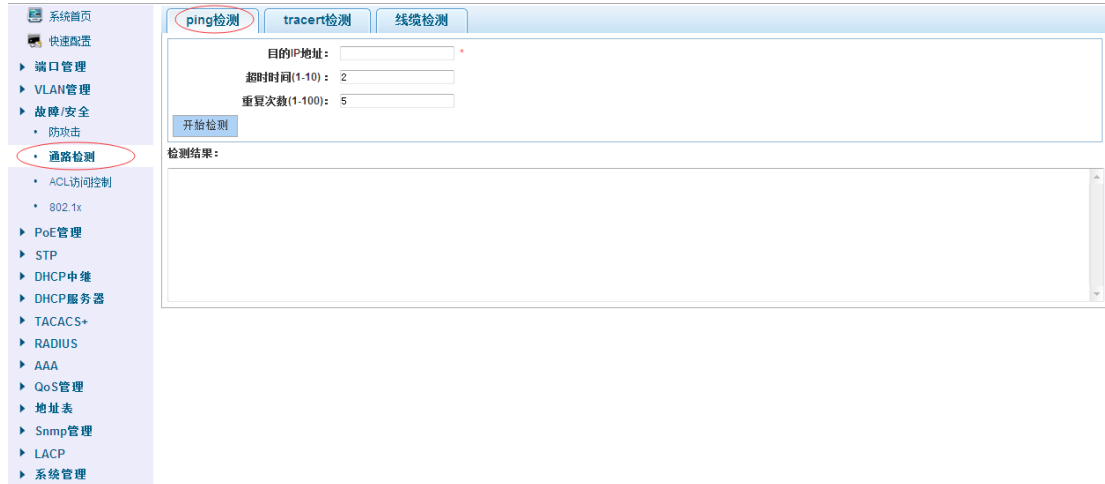 系统首页
快速配置
端口管理
VLAN管理
故障/安全
防攻击
通路检测
ACL访问控制
802.1x
PoE管理
STP
DHCP中继
DHCP服务器
TACACS+
RADIUS
AAA
QoS管理
地址表
Snmp管理
LACP
系统管理
ping检测 tracert检测 线缆检测
目的IP地址： *
超时时间(1-10)： 2
重复次数(1-100)： 5
开始检测
检测结果：